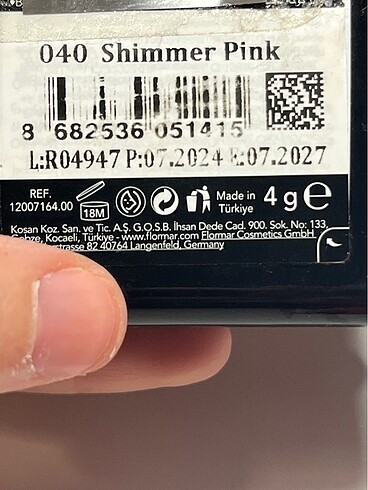 040 Shimmer Pink
8 682536 051415
L:R04947 P:07.2024 E:07.2027
REF.
12007164.00
18M
Made in
Türkiye
4 g e
Kosan Koz. San. ve Tic. A.Ş. G.O.S.B. İhsan Dede Cad. 900. Sok. No: 133,
Gebze, Kocaeli, Türkiye - www.flormar.com Flormar Cosmetics GmbH,
82 40764 Langenfeld, Germany